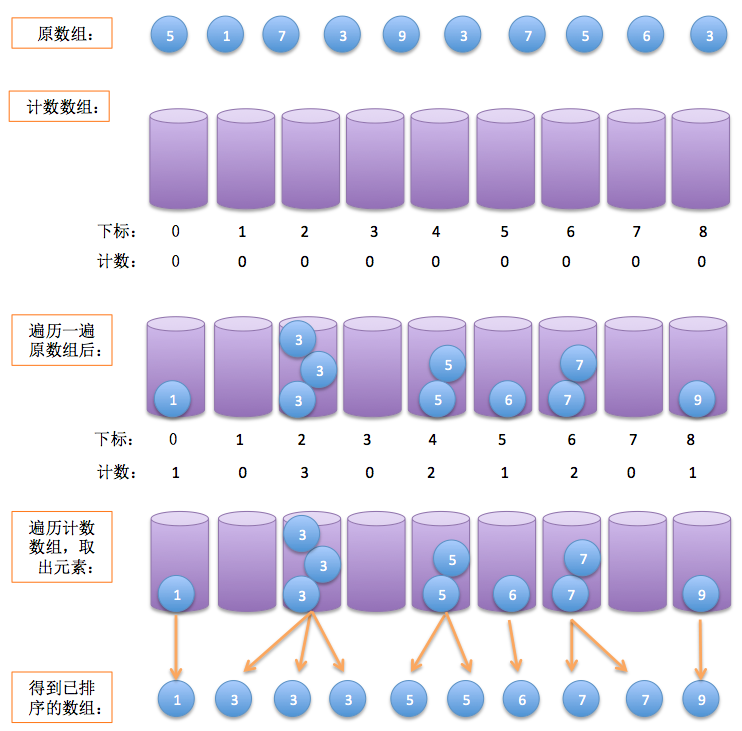 原数组： 5 1 7 3 9 3 7 5 6 3
计数数组：
下标： 0 1 2 3 4 5 6 7 8
计数： 0 0 0 0 0 0 0 0 0
遍历一遍
原数组后：
3
3 5 7
1 3 5 6 7 9
下标： 0 1 2 3 4 5 6 7 8
计数： 1 0 3 0 2 1 2 0 1
遍历计数
数组，取
出元素：
3
3 5 7
1 3 5 6 7 9
得到已排
序的数组：
1 3 3 3 5 5 6 7 7 9